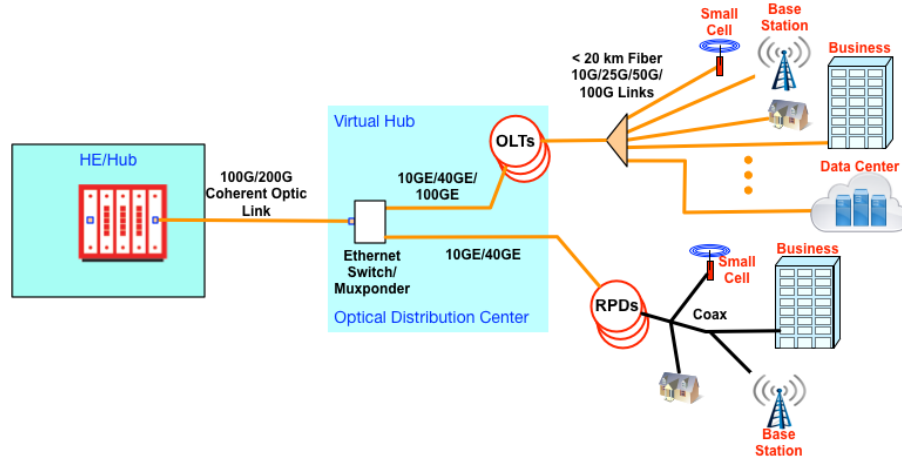 Small
Cell
Base
Station
Business
< 20 km Fiber
10G/25G/50G/
100G Links
Virtual Hub
OLTs
HE/Hub
100G/200G
Coherent Optic
Link
10GE/40GE/
100GE
Data Center
Ethernet
Switch/
Muxponder
10GE/40GE
Optical Distribution Center
RPDs
Small
Cell
Business
Coax
Base
Station